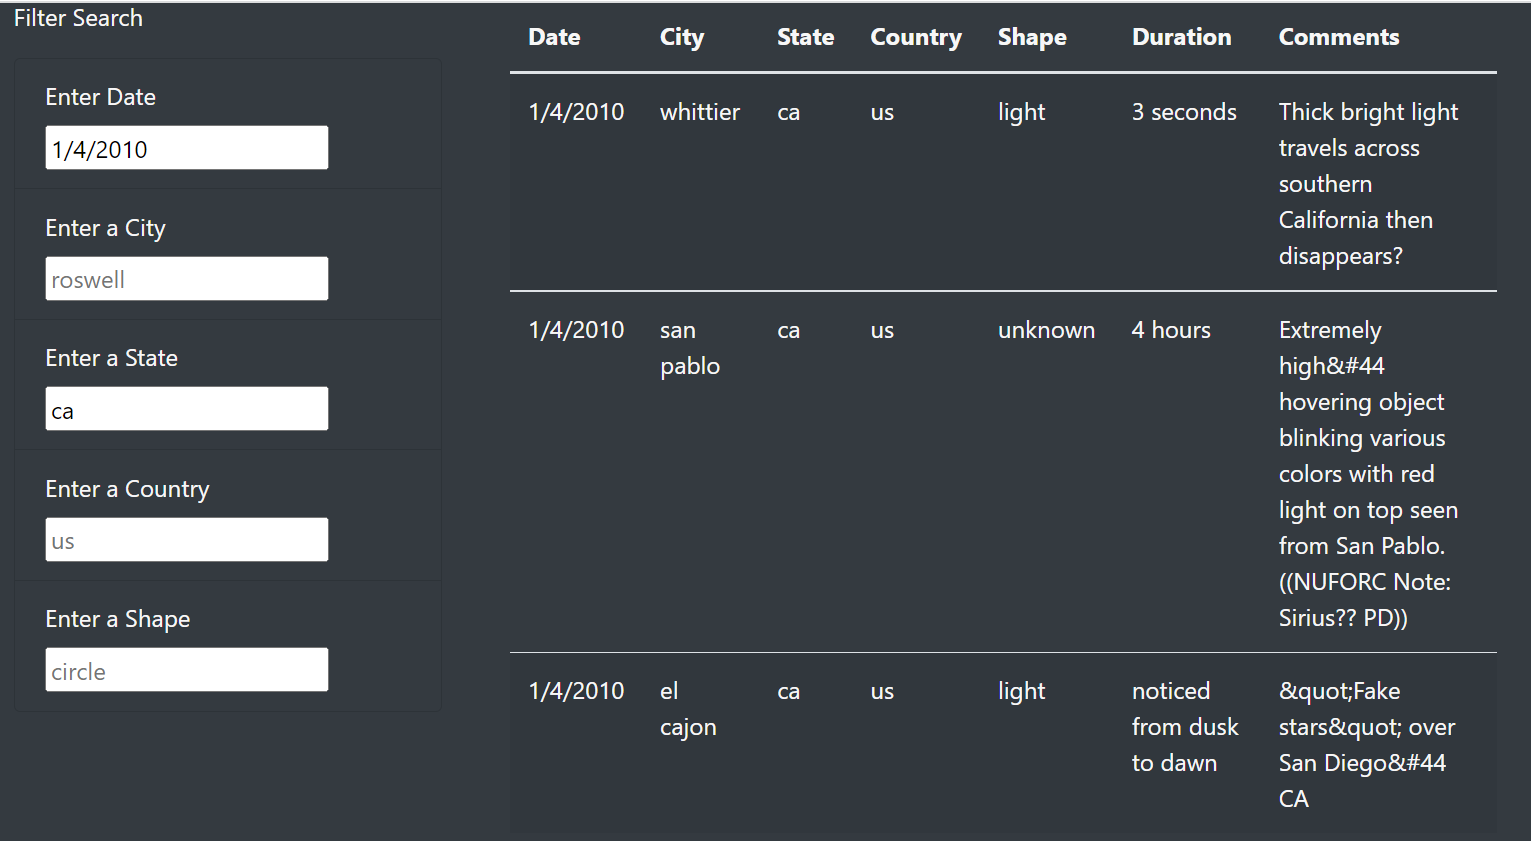 Filter Search
Enter Date
1/4/2010
Enter a City
roswell
Enter a State
ca
Enter a Country
us
Enter a Shape
circle
Date City State Country Shape Duration Comments
1/4/2010 whittier ca us light 3 seconds Thick bright light
travels across
southern
California then
disappears?
1/4/2010 san ca us unknown 4 hours Extremely
pablo high&#44
hovering object
blinking various
colors with red
light on top seen
from San Pablo.
((NUFORC Note:
Sirius?? PD))
1/4/2010 el ca us light noticed &quot;Fake
cajon from dusk stars&quot; over
to dawn San Diego&#44
CA